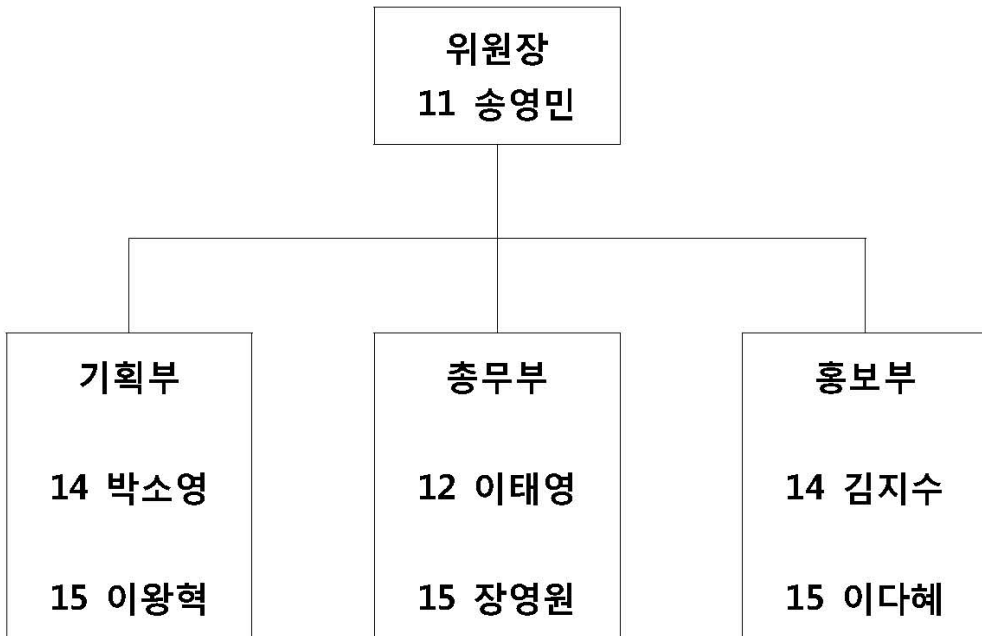 위원장
11 송영민
기획부
14 박소영
15 이왕혁
총무부
12 이태영
15 장영원
홍보부
14 김지수
15 이다혜